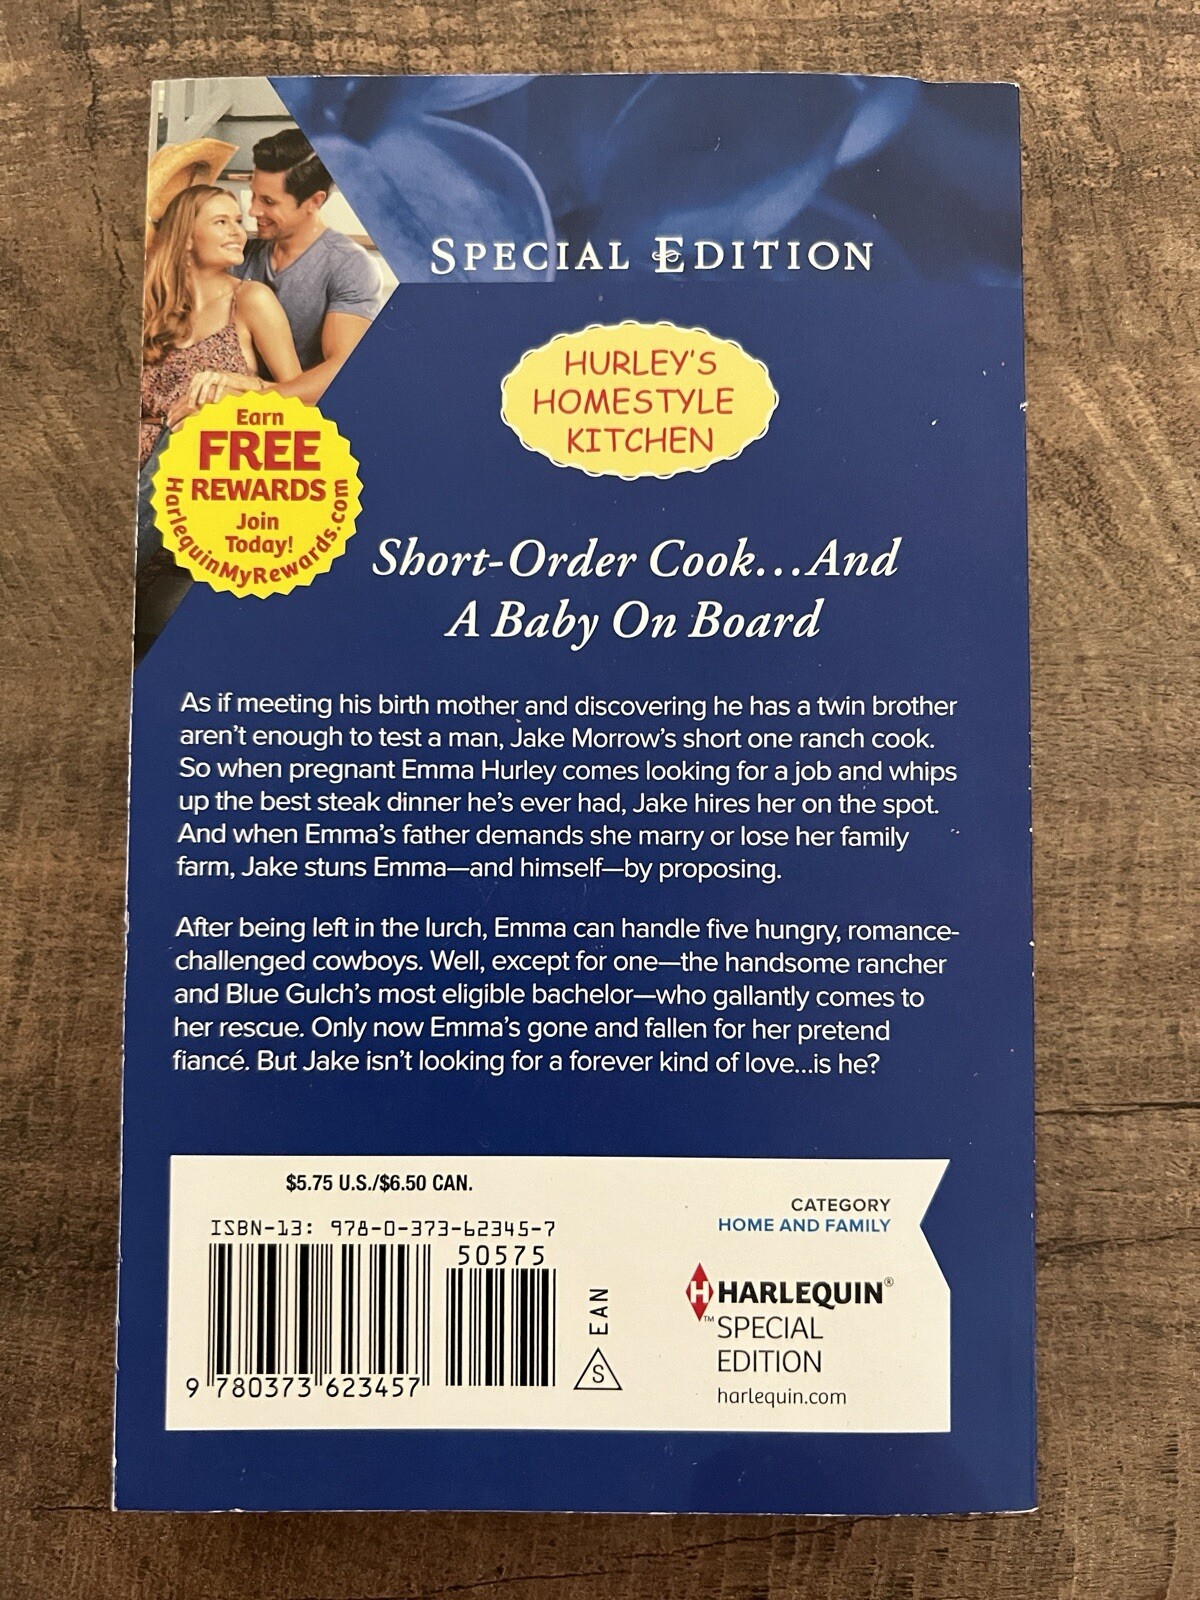 SPECIAL EDITION
HURLEY'S
HOMESTYLE
KITCHEN
Earn
FREE
REWARDS
Join
Today!
HarlequinMyRewards.com
Short-Order Cook…And
A Baby On Board
As if meeting his birth mother and discovering he has a twin brother
aren't enough to test a man, Jake Morrow's short one ranch cook.
So when pregnant Emma Hurley comes looking for a job and whips
up the best steak dinner he's ever had, Jake hires her on the spot.
And when Emma's father demands she marry or lose her family
farm, Jake stuns Emma—and himself—by proposing.
After being left in the lurch, Emma can handle five hungry, romance-
challenged cowboys. Well, except for one—the handsome rancher
and Blue Gulch's most eligible bachelor—who gallantly comes to
her rescue. Only now Emma's gone and fallen for her pretend
fiancé. But Jake isn't looking for a forever kind of love...is he?
$5.75 U.S./$6.50 CAN.
ISBN-13: 978-0-373-62345-7
50575
9 780373 623457
EAN
S
CATEGORY
HOME AND FAMILY
H HARLEQUIN®
™ SPECIAL
EDITION
harlequin.com